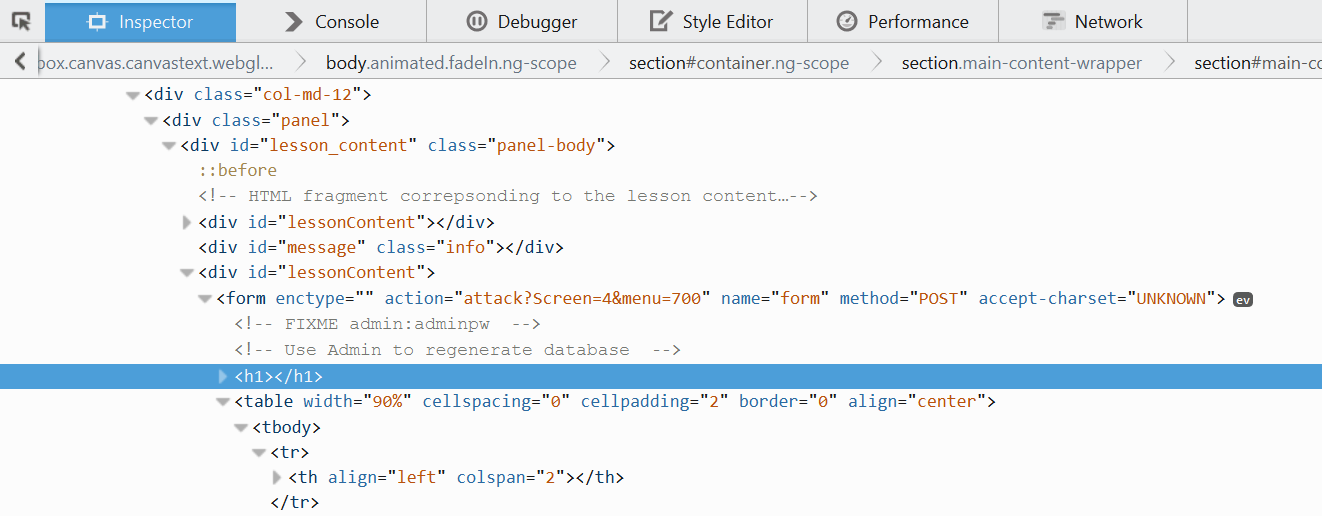 Inspector Console Debugger Style Editor Performance Network
box.canvas.canvastext.webgl... body.animated.fadeIn.ng-scope section#container.ng-scope section.main-content-wrapper section#main-co
<div class="col-md-12">
<div class="panel">
<div id="lesson_content" class="panel-body">
::before
<!-- HTML fragment correpsonding to the lesson content…-->
<div id="lessonContent"></div>
<div id="message" class="info"></div>
<div id="lessonContent">
<form enctype="" action="attack?Screen=4&menu=700" name="form" method="POST" accept-charset="UNKNOWN"> ev
<!-- FIXME admin:adminpw  -->
<!-- Use Admin to regenerate database  -->
<h1></h1>
<table width="90%" cellspacing="0" cellpadding="2" border="0" align="center">
<tbody>
<tr>
<th align="left" colspan="2"></th>
</tr>